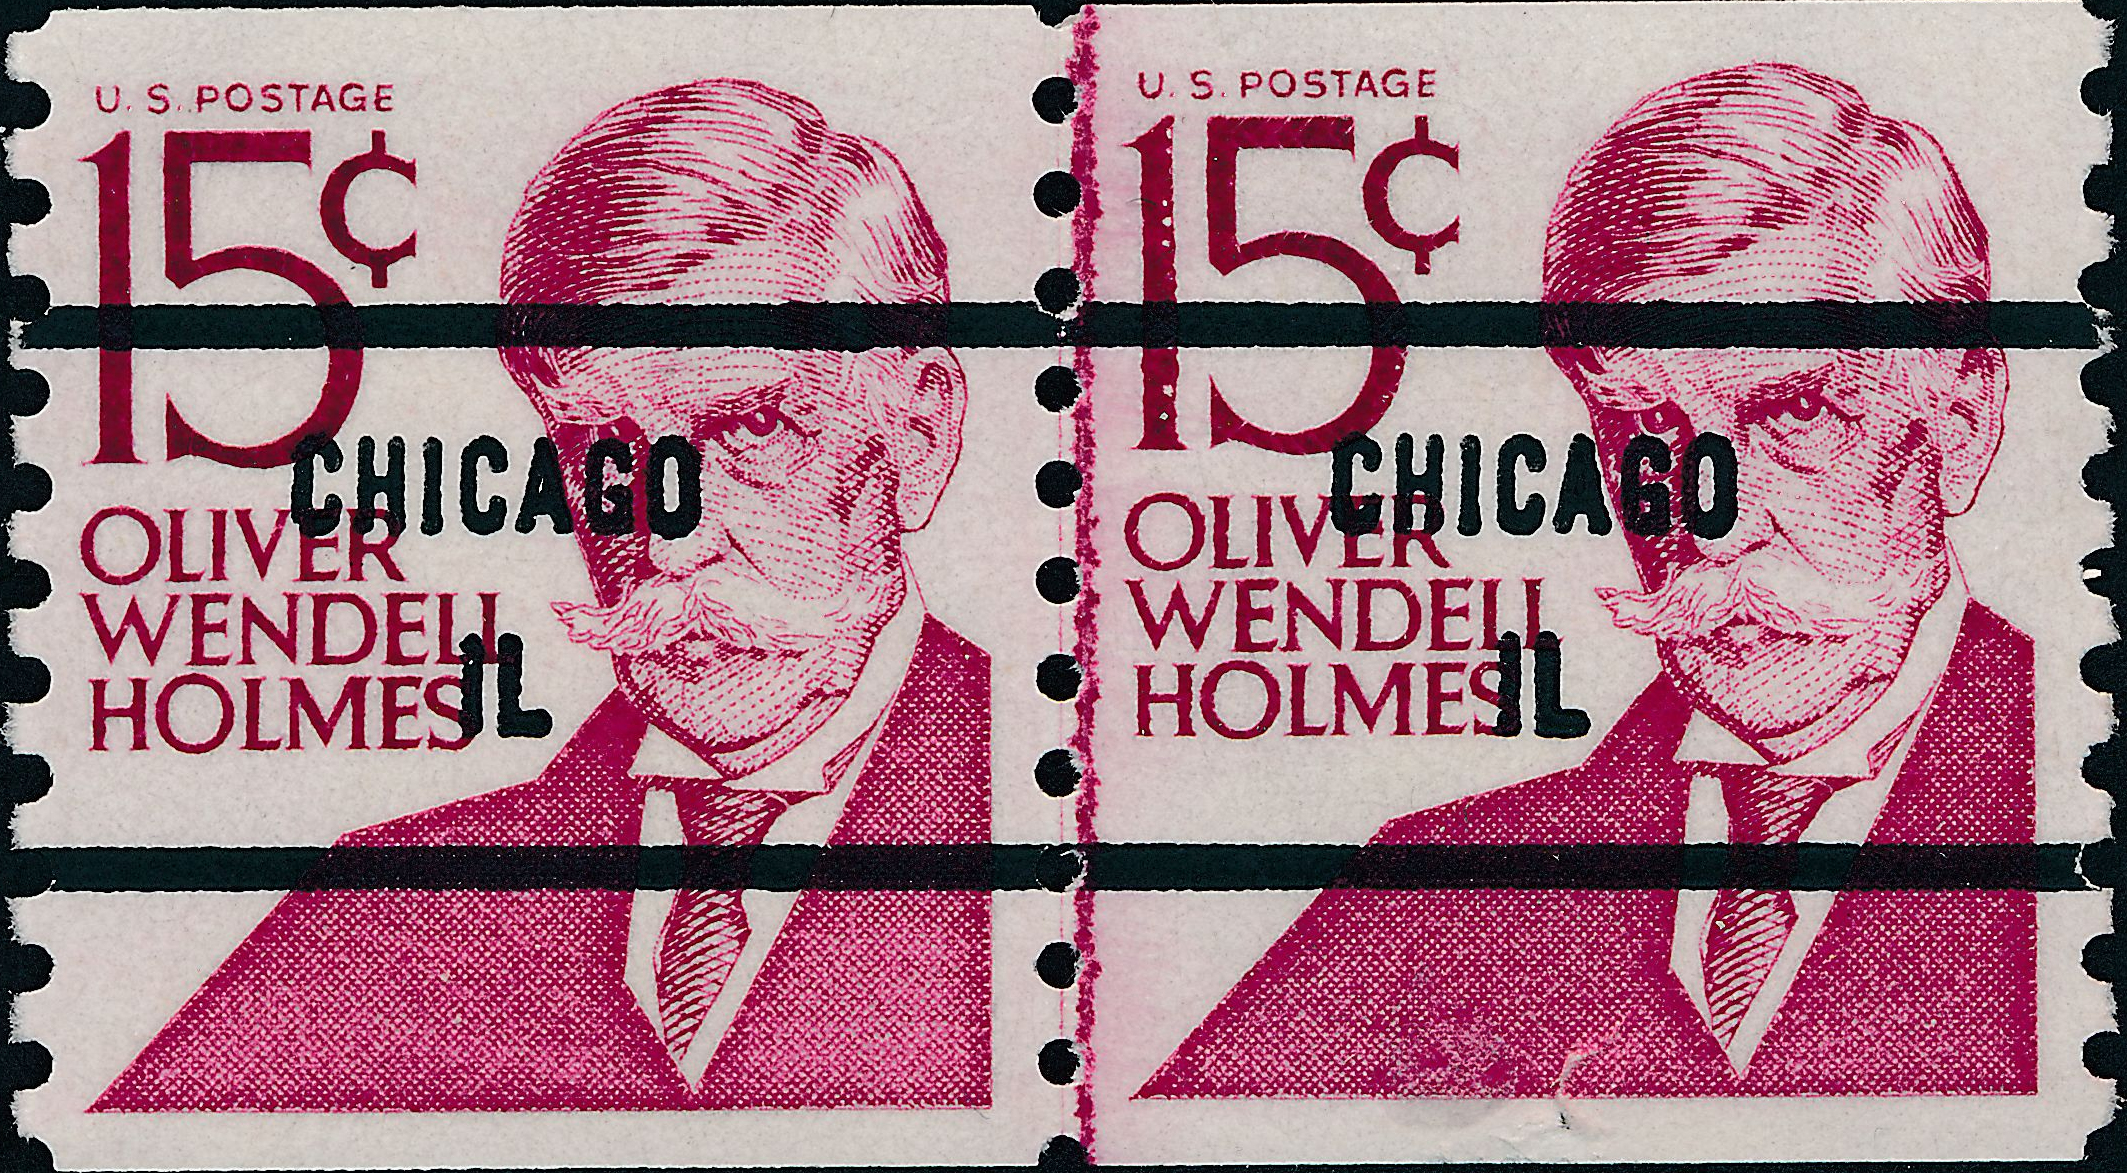 U. S. POSTAGE
15¢
CHICAGO
OLIVER
WENDELL
IL
HOLMES
U. S. POSTAGE
15¢
CHICAGO
OLIVER
WENDELL
IL
HOLMES